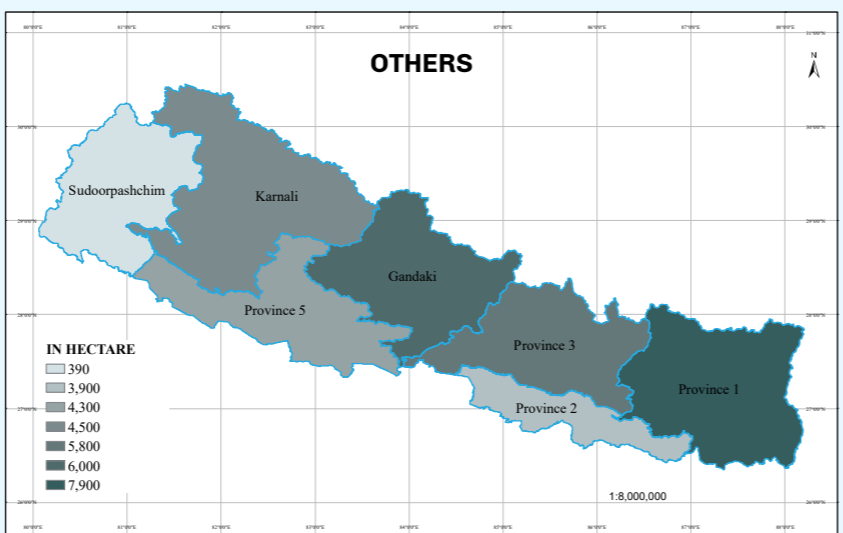 OTHERS
N
Sudoorpashchim
Karnali
Gandaki
Province 5
Province 3
Province 1
Province 2
IN HECTARE
390
3,900
4,300
4,500
5,800
6,000
7,900
1:8,000,000